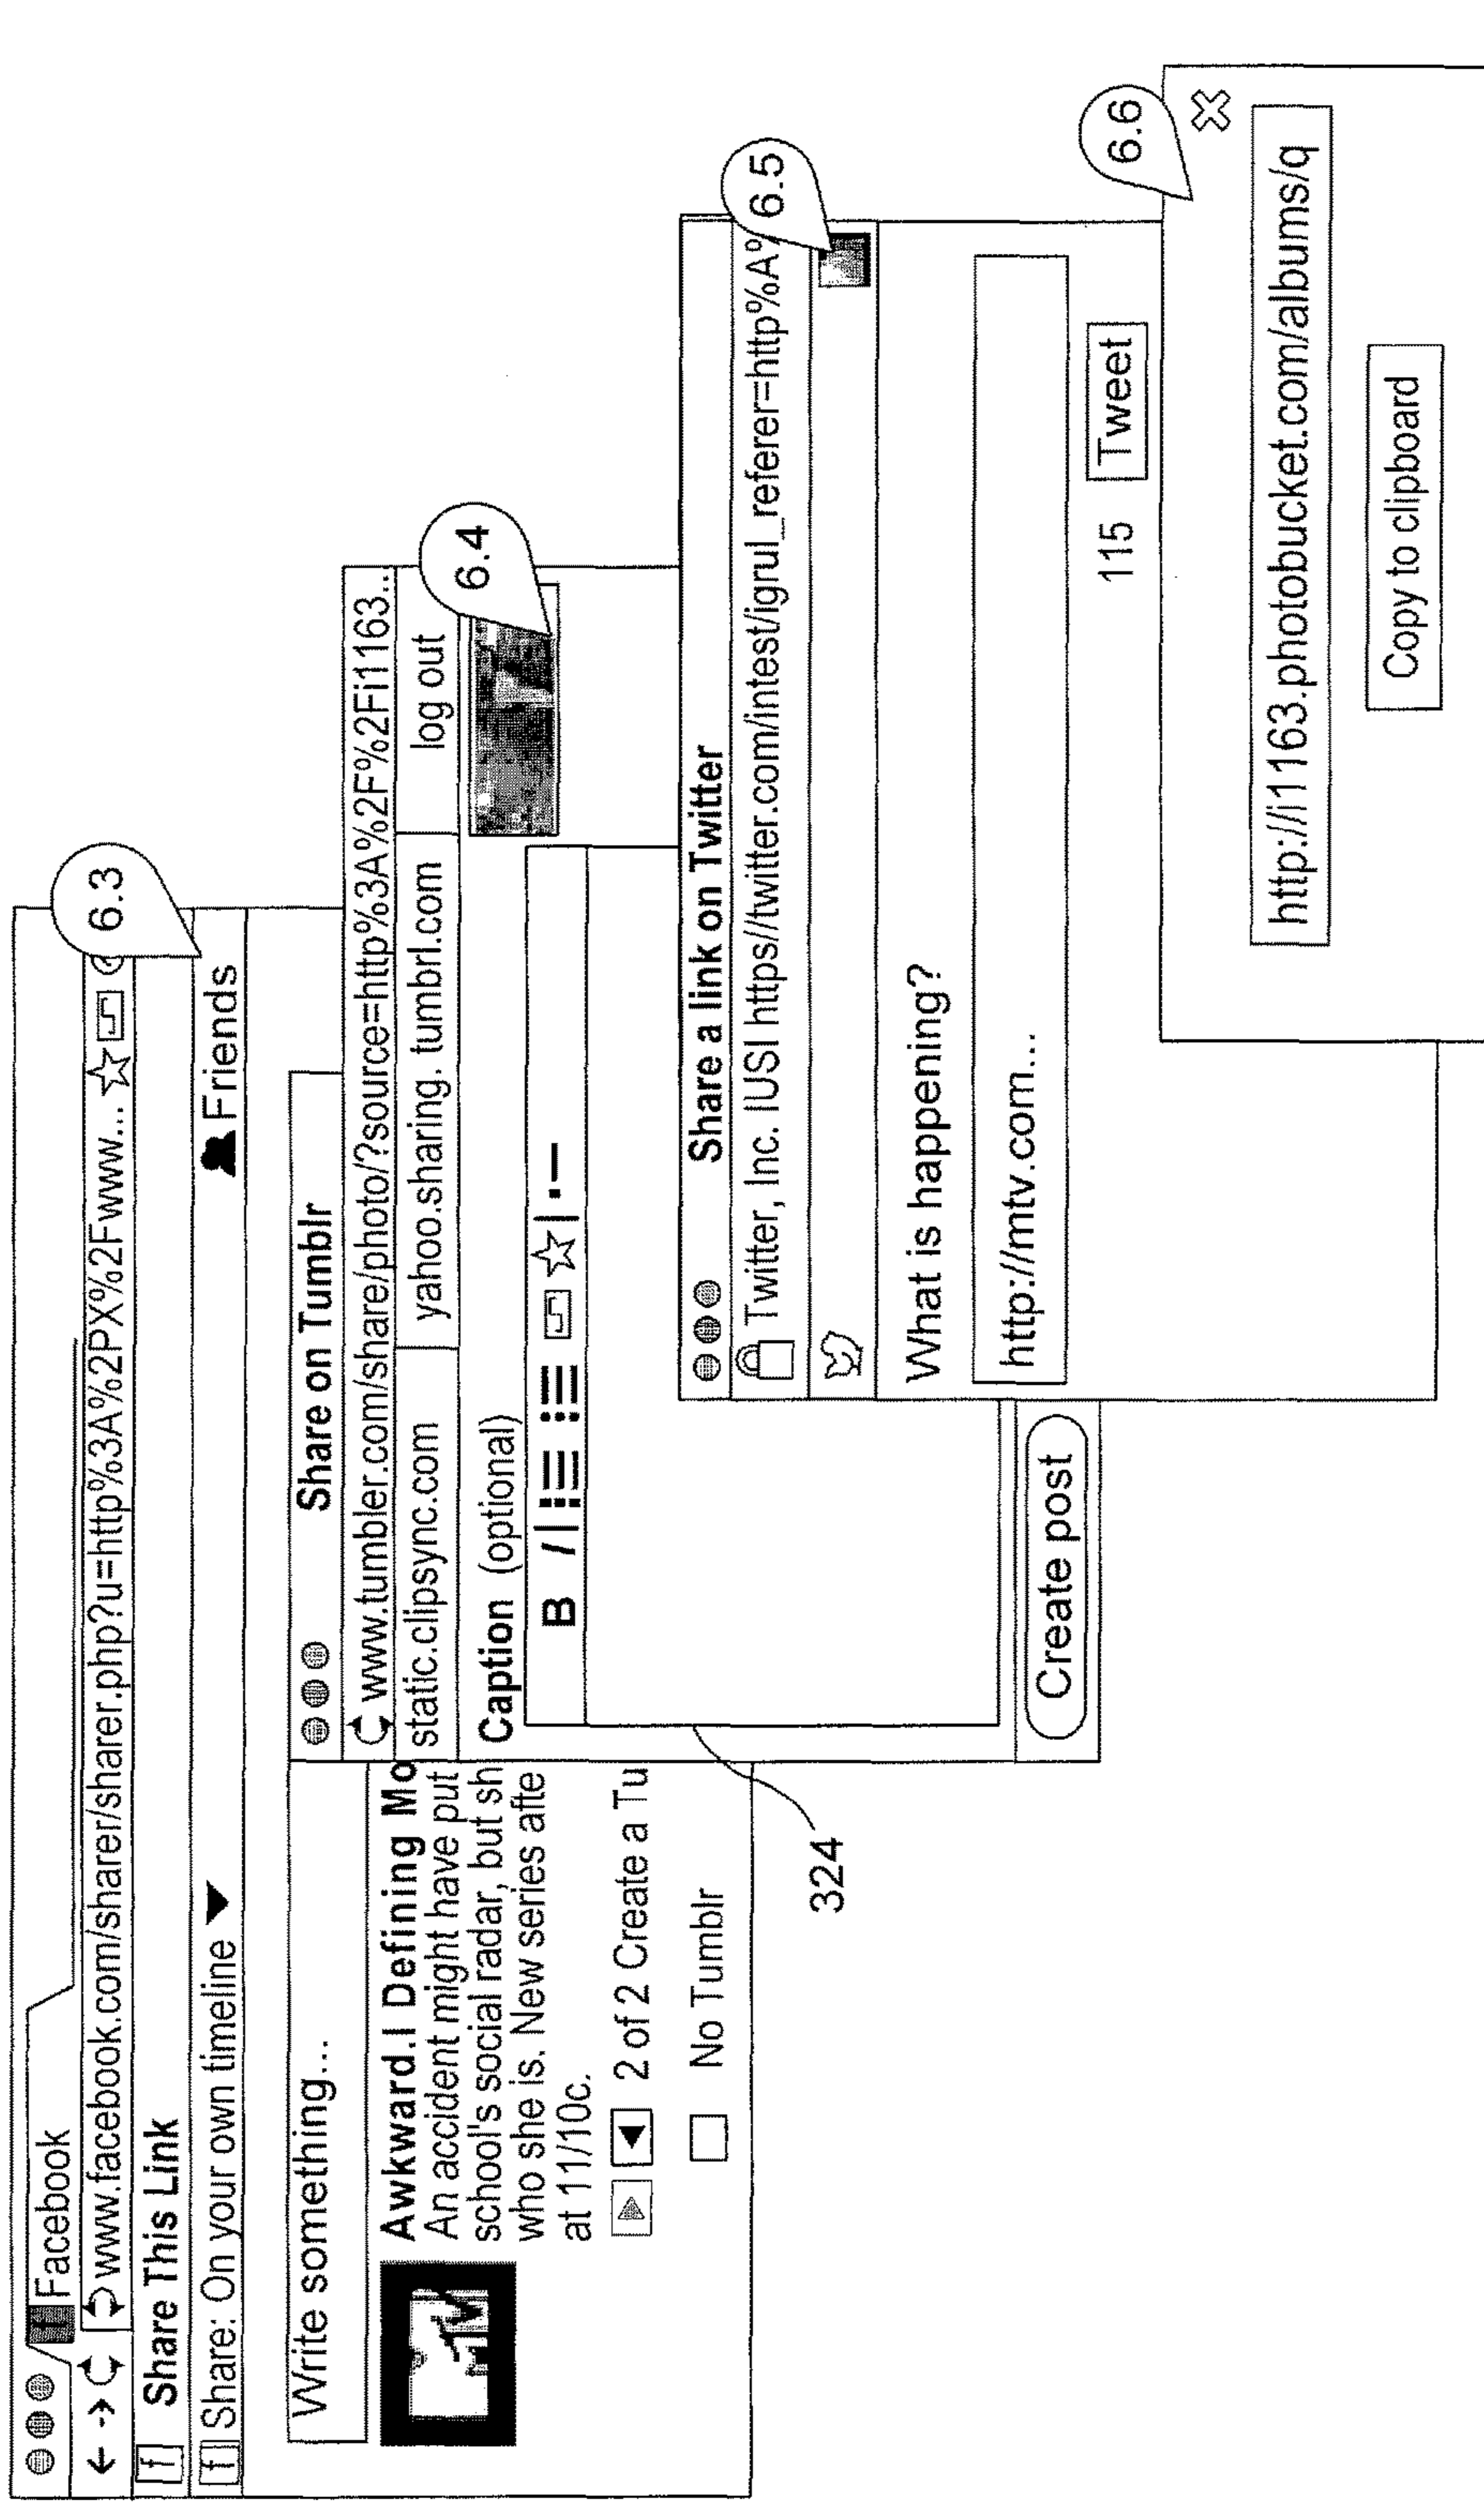 6.3
f Facebook
www.facebook.com/sharer/sharer.php?u=http%3A%2PX%2Fwww...
f Share This Link
f Share: On your own timeline
Friends
Write something...
Awkward.I Defining Mo
An accident might have put
school's social radar, but sh
who she is. New series afte
at 11/10c.
2 of 2 Create a Tu
No Tumblr
324
6.4
Share on Tumblr
www.tumbler.com/share/photo/?source=http%3A%2F%2Fi1163..
static.clipsync.com
yahoo.sharing. tumbrl.com
log out
Caption (optional)
B /
Create post
6.5
Share a link on Twitter
Twitter, Inc. IUSI https//twitter.com/intest/igrul_referer=http%A%
What is happening?
http://mtv.com...
115 Tweet
6.6
http://i1163.photobucket.com/albums/q
Copy to clipboard